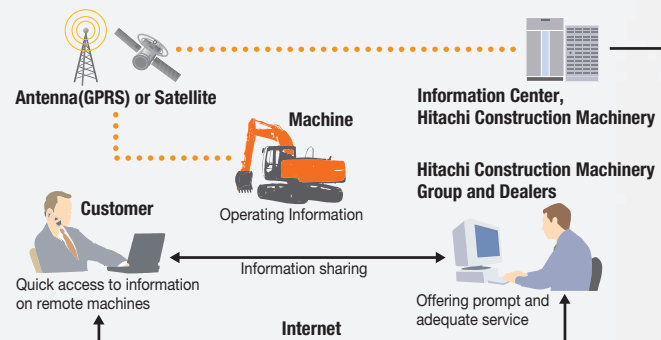 Antenna(GPRS) or Satellite
Information Center,
Hitachi Construction Machinery
Machine
Operating Information
Hitachi Construction Machinery
Group and Dealers
Customer
Quick access to information
on remote machines
Information sharing
Offering prompt and
adequate service
Internet